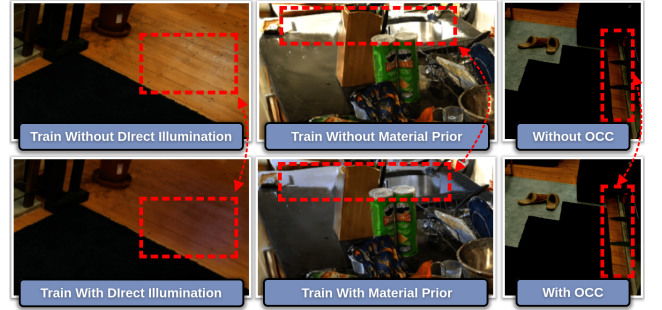 Train Without DIrect Illumination
Train Without Material Prior
Without OCC
Train With DIrect Illumination
Train With Material Prior
With OCC